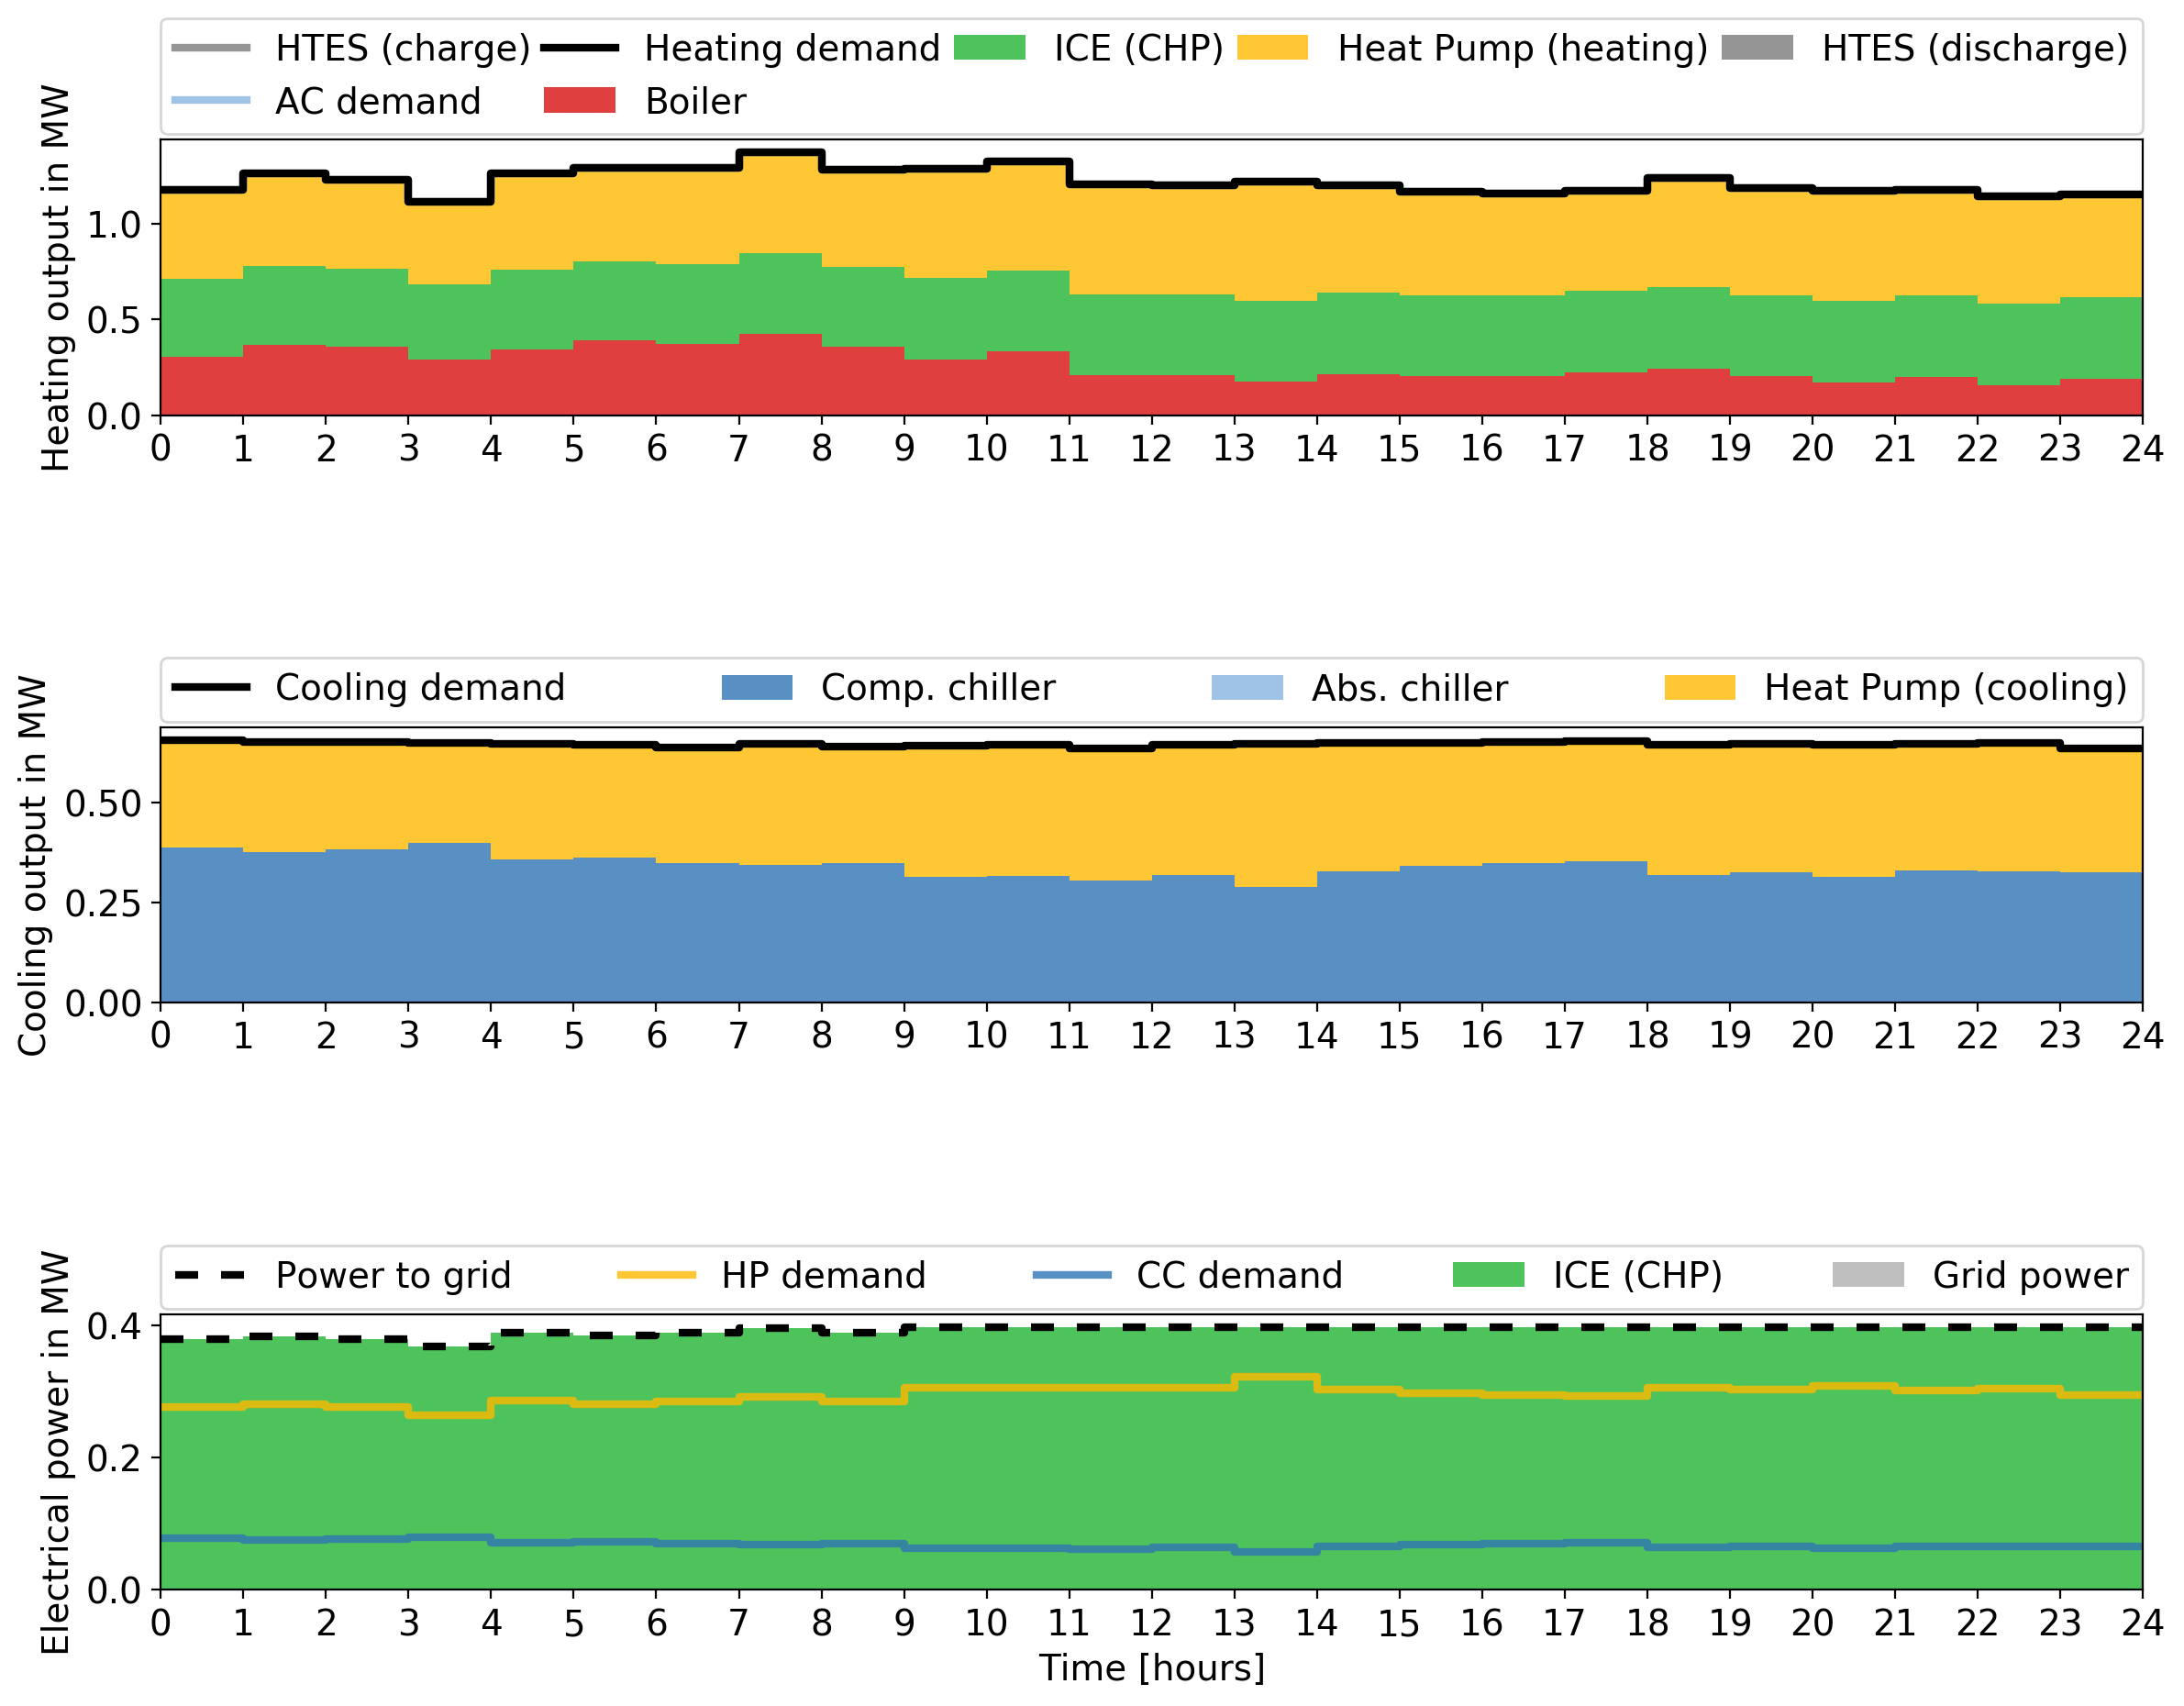 HTES (charge) Heating demand ICE (CHP) Heat Pump (heating) HTES (discharge)
AC demand Boiler
Heating output in MW
1.0
0.5
0.0
0 1 2 3 4 5 6 7 8 9 10 11 12 13 14 15 16 17 18 19 20 21 22 23 24
Cooling demand Comp. chiller Abs. chiller Heat Pump (cooling)
Cooling output in MW
0.50
0.25
0.00
0 1 2 3 4 5 6 7 8 9 10 11 12 13 14 15 16 17 18 19 20 21 22 23 24
Power to grid HP demand CC demand ICE (CHP) Grid power
Electrical power in MW
0.4
0.2
0.0
0 1 2 3 4 5 6 7 8 9 10 11 12 13 14 15 16 17 18 19 20 21 22 23 24
Time [hours]